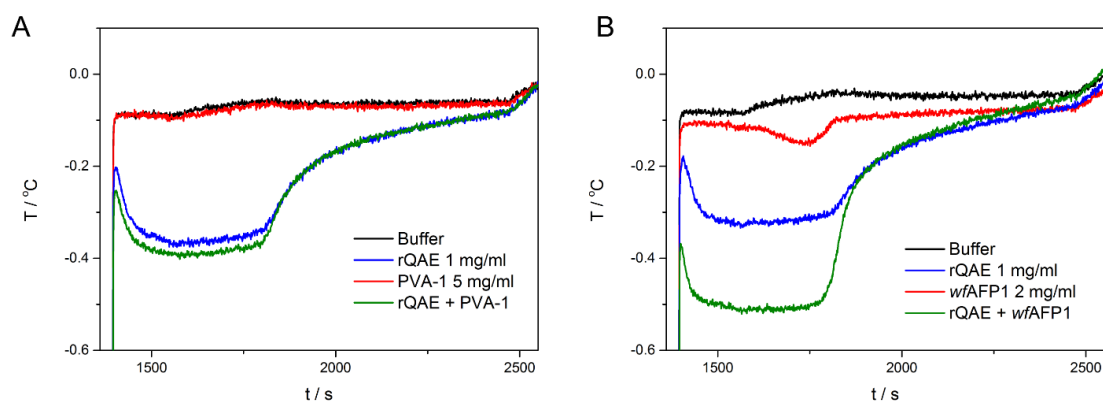 A
T / °C
0.0
-0.2
-0.4
-0.6
1500
2000
2500
t / s
Buffer
rQAE 1 mg/ml
PVA-1 5 mg/ml
rQAE + PVA-1
B
T / °C
0.0
-0.2
-0.4
-0.6
1500
2000
2500
t / s
Buffer
rQAE 1 mg/ml
wfAFP1 2 mg/ml
rQAE + wfAFP1